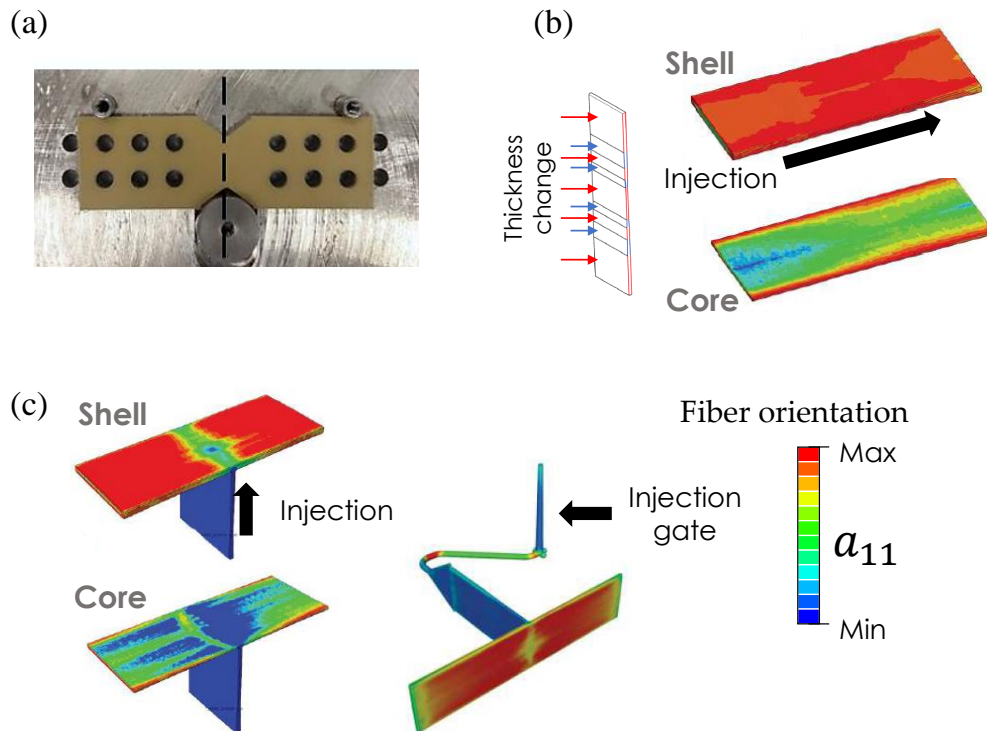 (a)
(b)
Shell
Thickness
change
Injection
Core
(c)
Shell
Injection
Core
Injection
gate
Fiber orientation
Max
a₁₁
Min